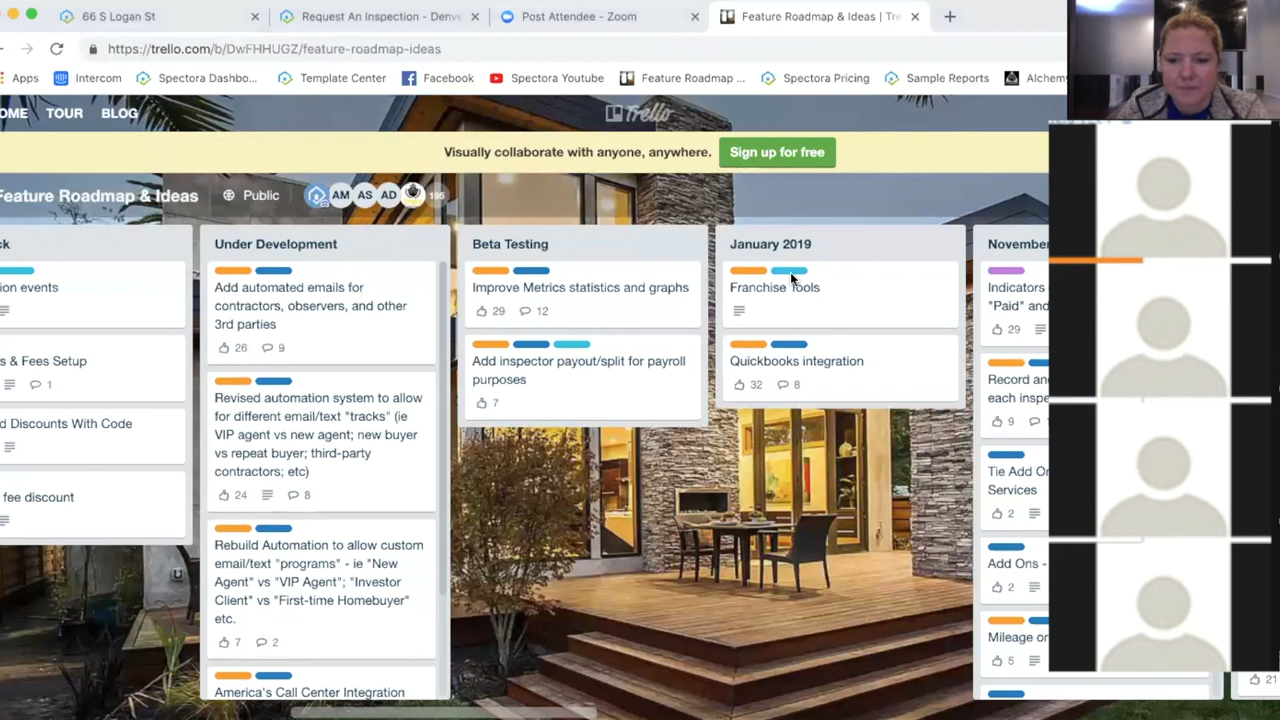 66 S Logan St
Request An Inspection - Denve
Post Attendee - Zoom
Feature Roadmap & Ideas | Tre
https://trello.com/b/DwFHHUGZ/feature-roadmap-ideas
Apps
Intercom
Spectora Dashbo...
Template Center
Facebook
Spectora Youtube
Feature Roadmap ...
Spectora Pricing
Sample Reports
Alchem
OME
TOUR
BLOG
Trello
Visually collaborate with anyone, anywhere.
Sign up for free
Feature Roadmap & Ideas
Public
AM
AS
AD
195
ck
ion events
s & Fees Setup
1
d Discounts With Code
fee discount
Under Development
Add automated emails for
contractors, observers, and other
3rd parties
26
9
Revised automation system to allow
for different email/text "tracks" (ie
VIP agent vs new agent; new buyer
vs repeat buyer; third-party
contractors; etc)
24
8
Rebuild Automation to allow custom
email/text "programs" - ie "New
Agent" vs "VIP Agent"; "Investor
Client" vs "First-time Homebuyer"
etc.
7
2
America's Call Center Integration
Beta Testing
Improve Metrics statistics and graphs
29
12
Add inspector payout/split for payroll
purposes
7
January 2019
Franchise Tools
Quickbooks integration
32
8
November
Indicators
"Paid" and
29
Record and
each inspe
9
Tie Add On
Services
2
Add Ons -
2
Mileage or
5
21